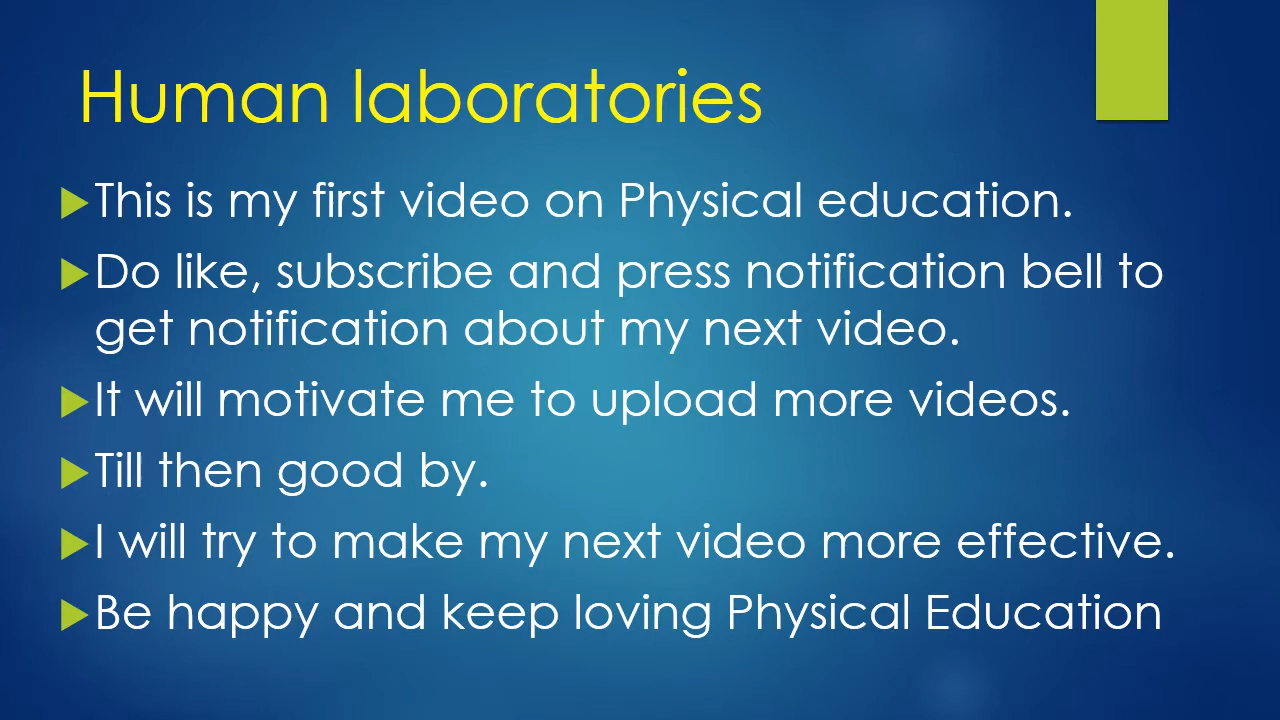 Human laboratories
This is my first video on Physical education.
Do like, subscribe and press notification bell to
get notification about my next video.
It will motivate me to upload more videos.
Till then good by.
I will try to make my next video more effective.
Be happy and keep loving Physical Education